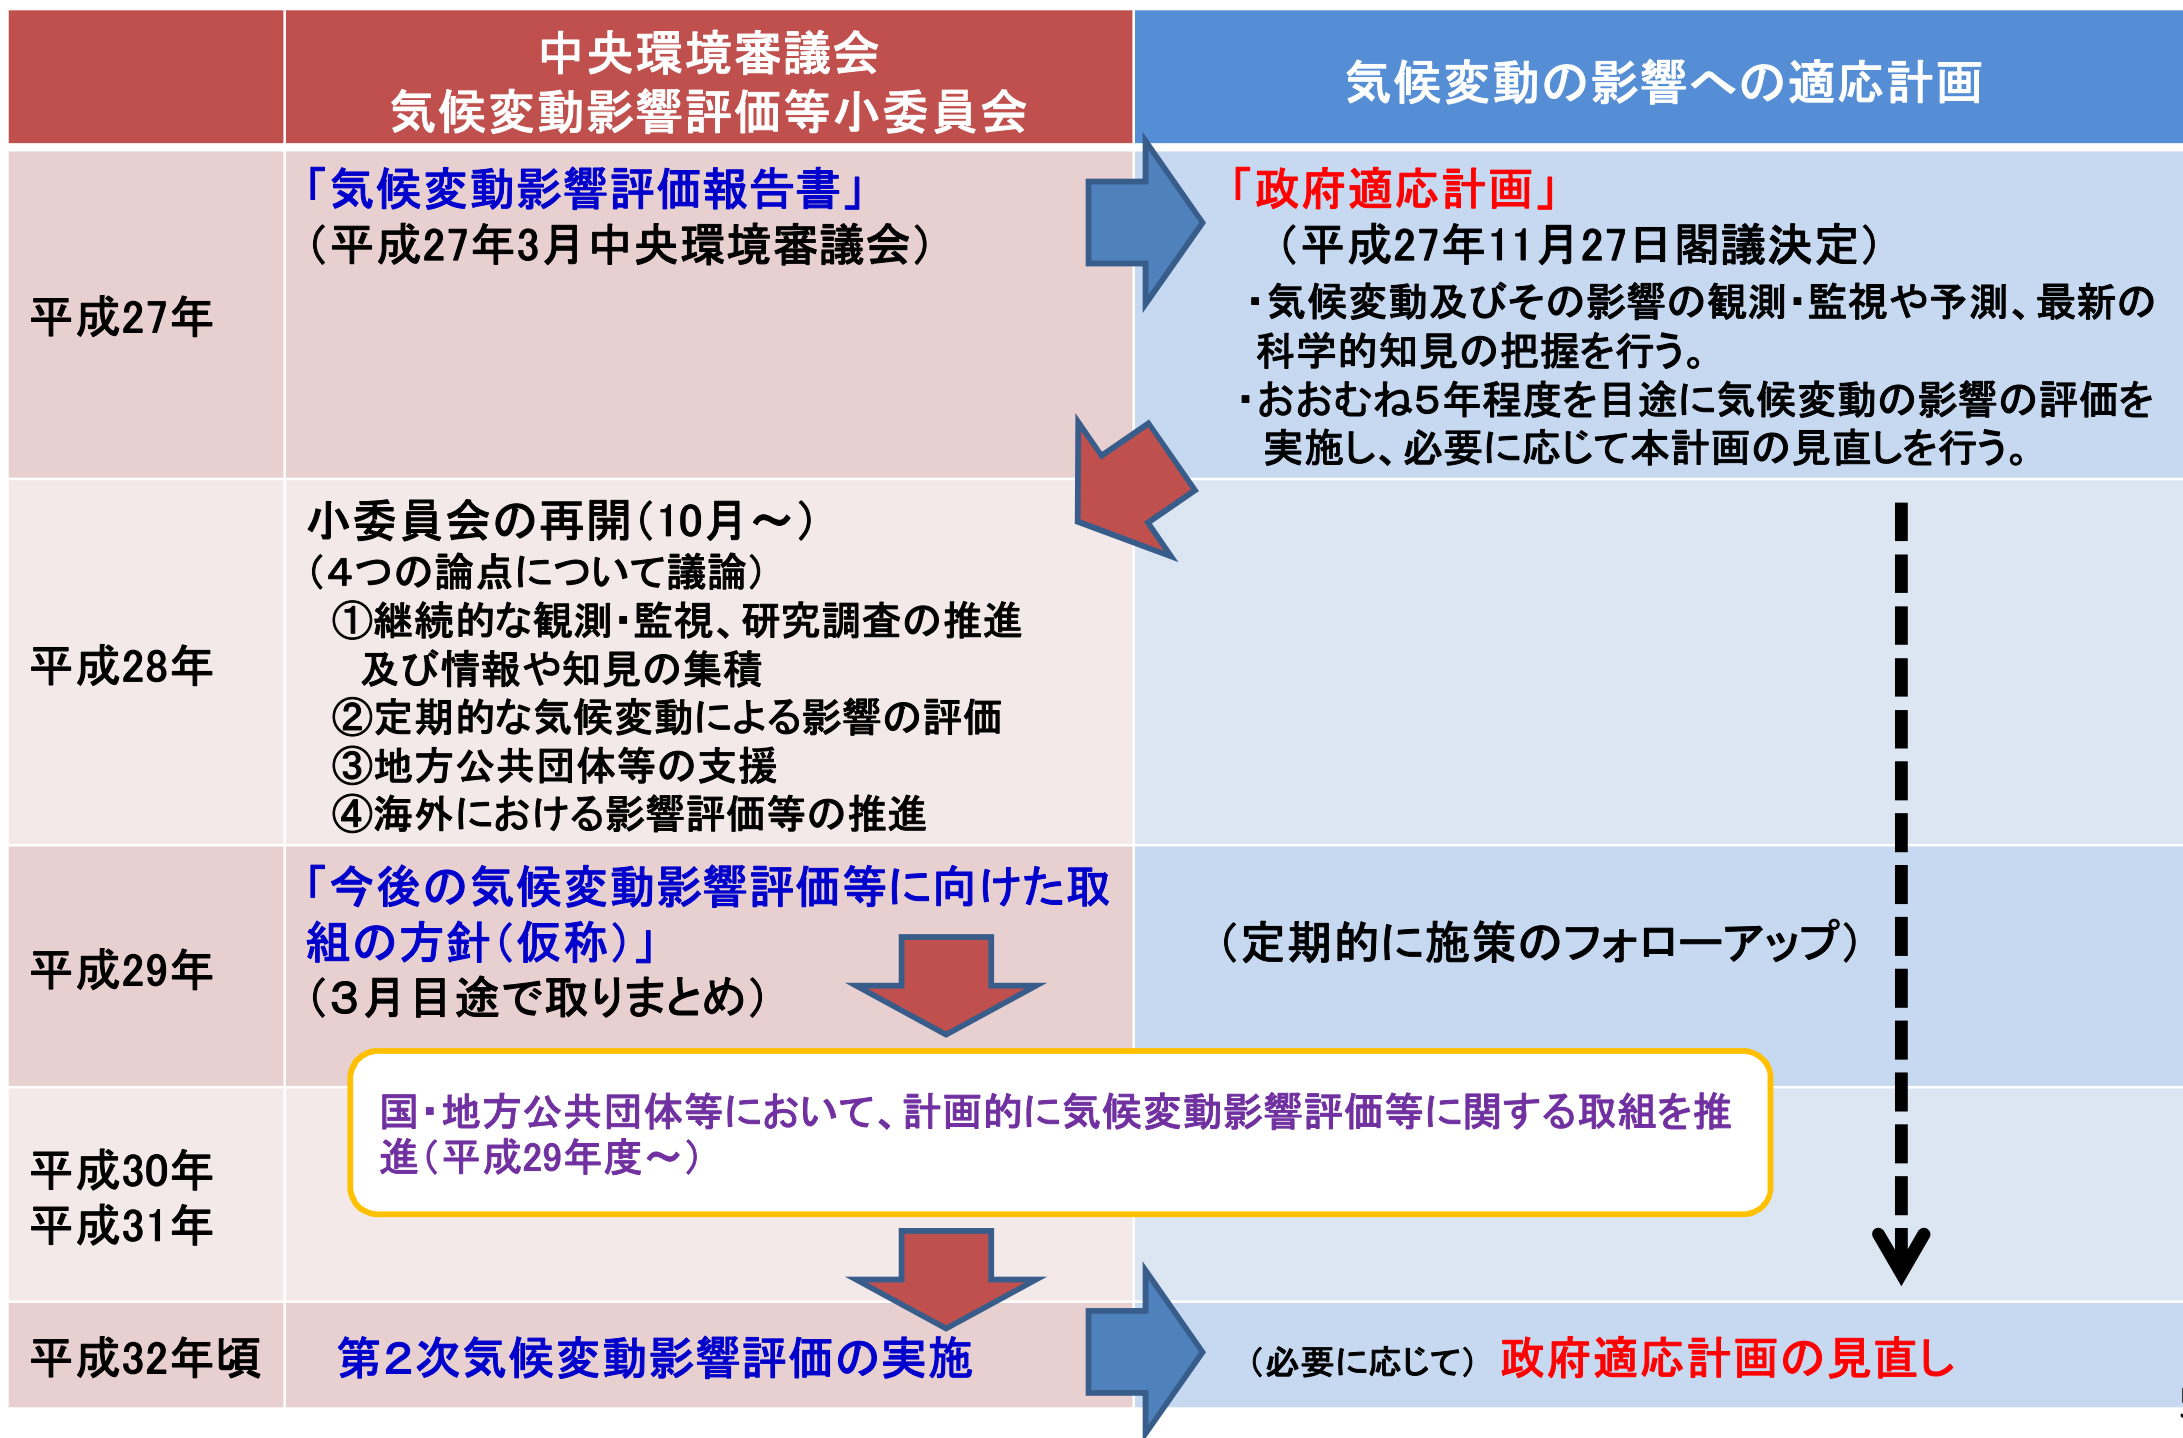 中央環境審議会
気候変動影響評価等小委員会
気候変動の影響への適応計画
平成27年
「気候変動影響評価報告書」
（平成27年3月中央環境審議会）
「政府適応計画」
（平成27年11月27日閣議決定）
・気候変動及びその影響の観測・監視や予測、最新の
科学的知見の把握を行う。
・おおむね５年程度を目途に気候変動の影響の評価を
実施し、必要に応じて本計画の見直しを行う。
平成28年
小委員会の再開（10月～）
（４つの論点について議論）
①継続的な観測・監視、研究調査の推進
及び情報や知見の集積
②定期的な気候変動による影響の評価
③地方公共団体等の支援
④海外における影響評価等の推進
平成29年
「今後の気候変動影響評価等に向けた取
組の方針（仮称）」
（３月目途で取りまとめ）
（定期的に施策のフォローアップ）
国・地方公共団体等において、計画的に気候変動影響評価等に関する取組を推
進（平成29年度～）
平成30年
平成31年
平成32年頃
第２次気候変動影響評価の実施
（必要に応じて）政府適応計画の見直し